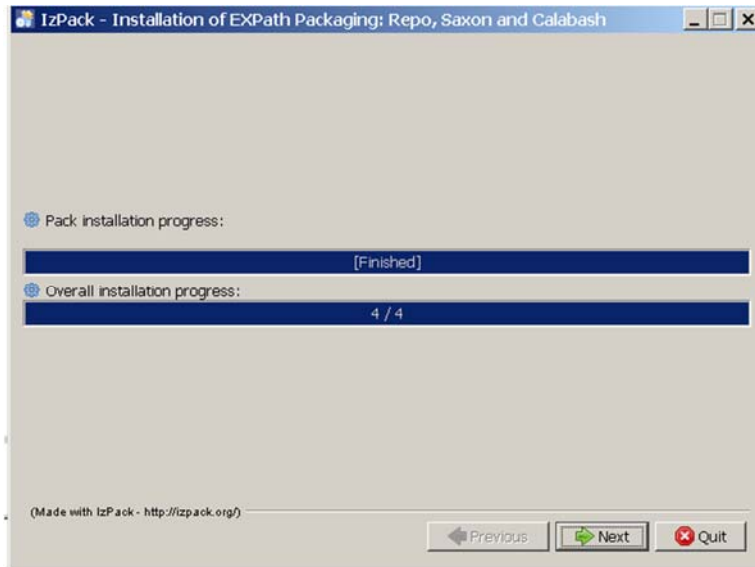 IzPack - Installation of EXPath Packaging: Repo, Saxon and Calabash
Pack installation progress:
[Finished]
Overall installation progress:
4 / 4
(Made with IzPack - http://izpack.org/)
Previous
Next
Quit